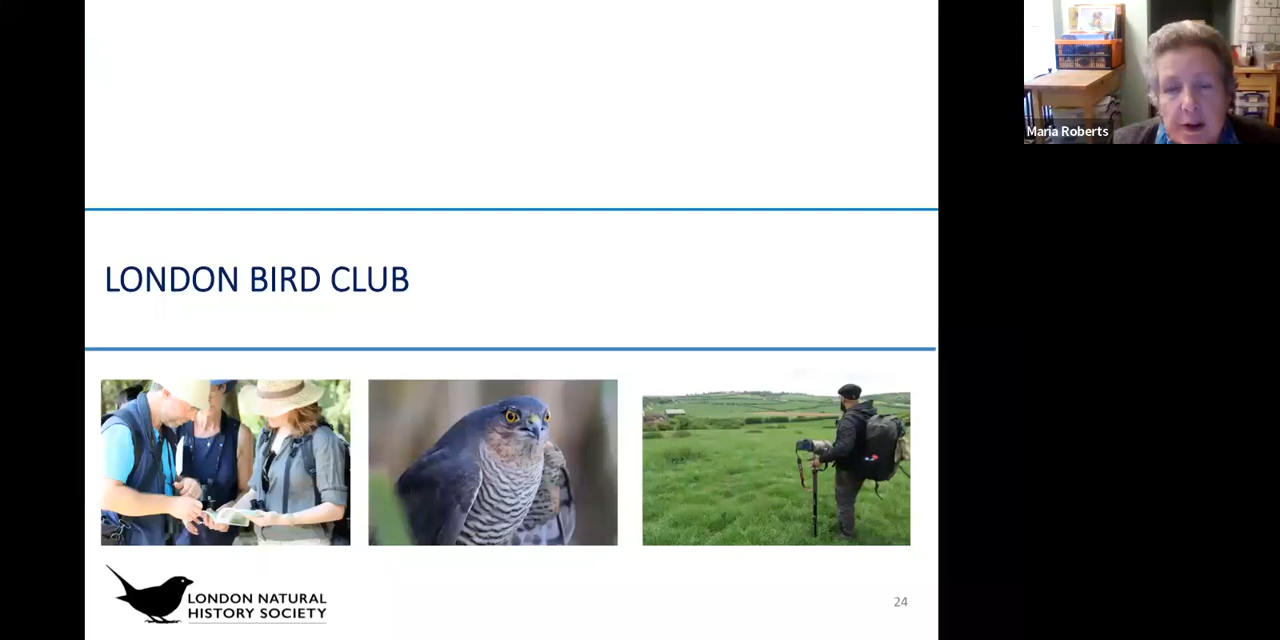 Maria Roberts
LONDON BIRD CLUB
LONDON NATURAL
HISTORY SOCIETY
24